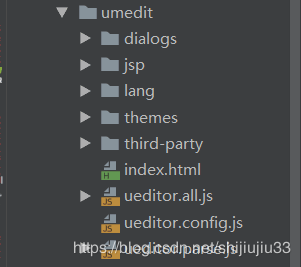 umedit
dialogs
jsp
lang
themes
third-party
index.html
ueditor.all.js
ueditor.config.js
https://blog.csdn.net/shijiujiu33